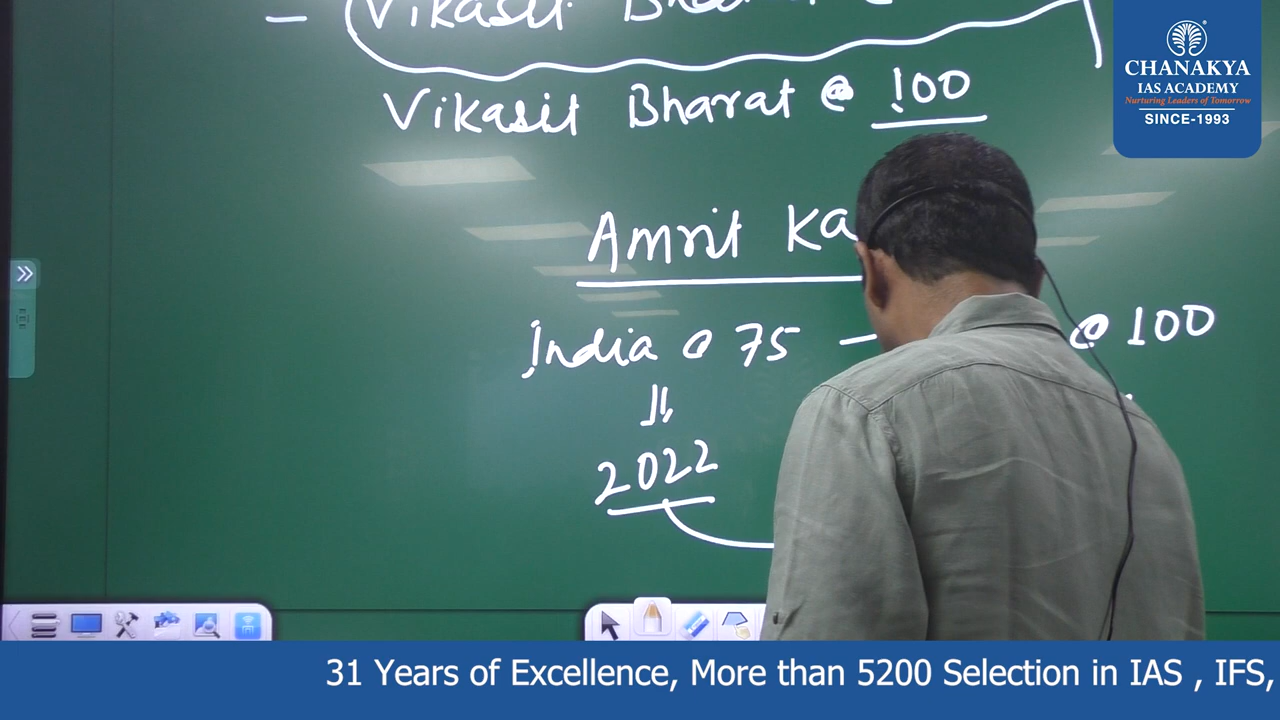 - Vikasit
Vikasit Bharat @ 100
Amrit Ka
India @ 75 - @ 100
2022
CHANAKYA
IAS ACADEMY
Nurturing Leaders of Tomorrow
SINCE-1993
31 Years of Excellence, More than 5200 Selection in IAS , IFS,